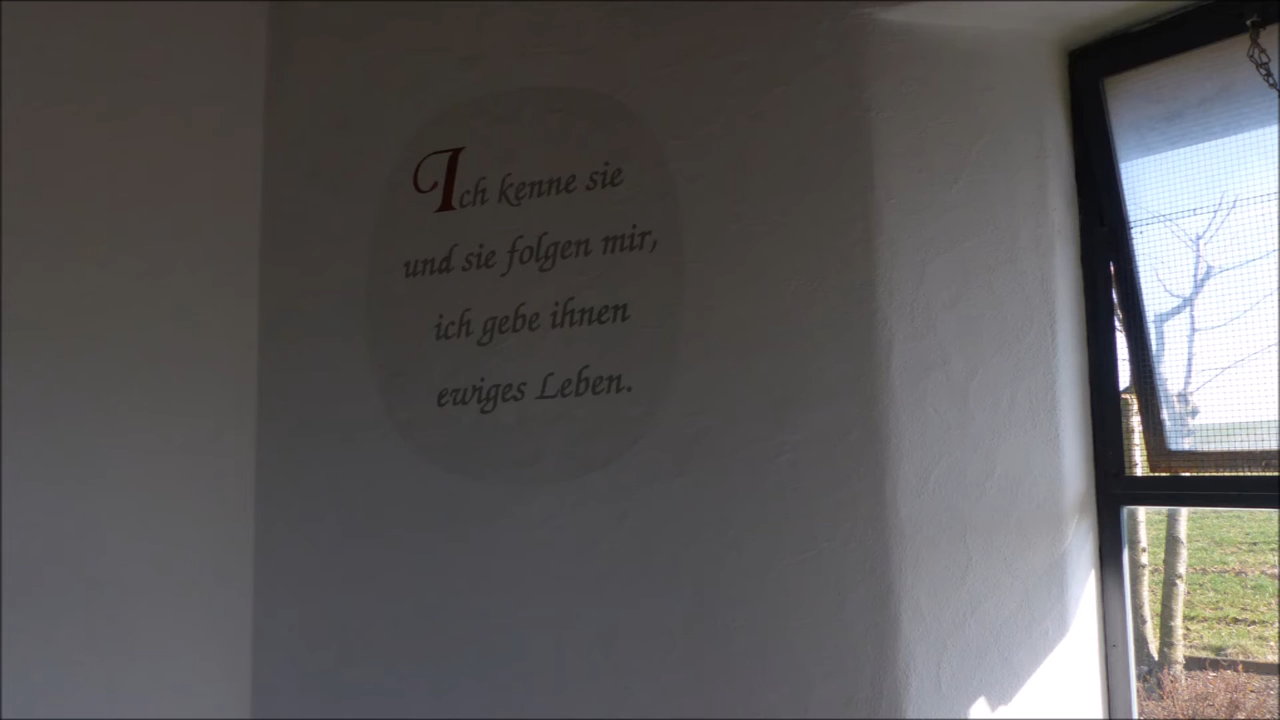 Ich kenne sie
und sie folgen mir,
ich gebe ihnen
ewiges Leben.